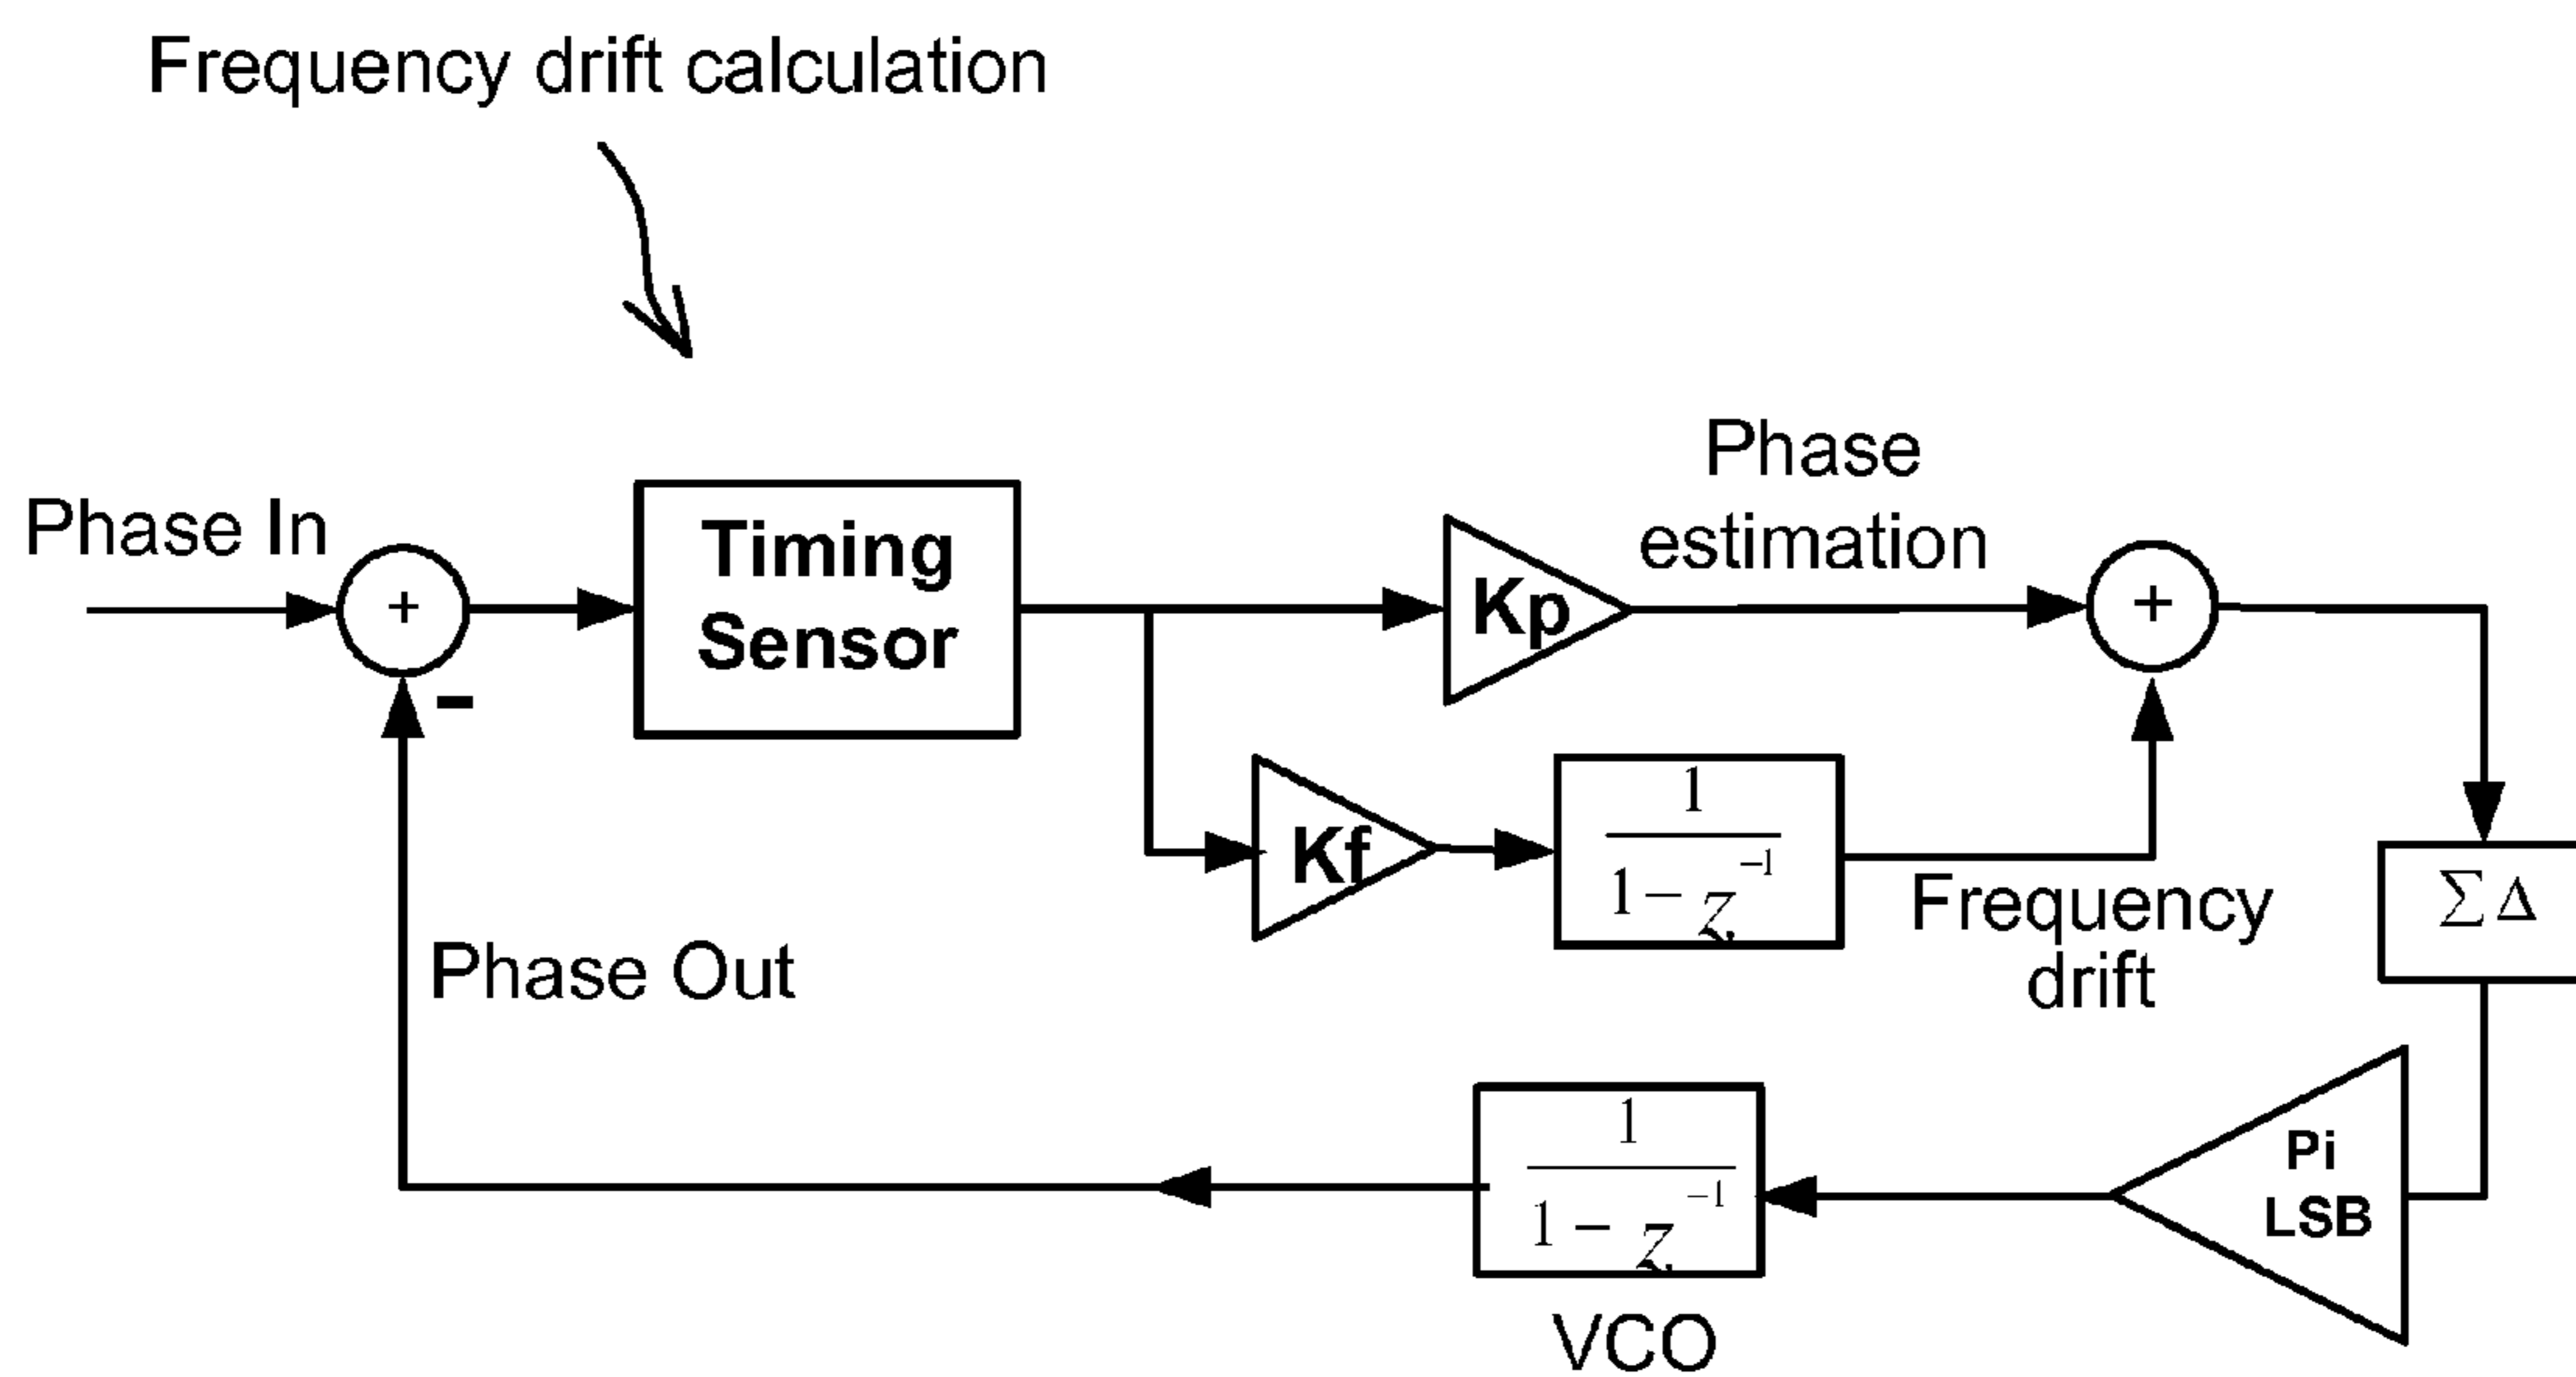 Frequency drift calculation
Phase In
+
-
Timing
Sensor
Kp
Phase
estimation
+
Kf
1
1 - z^-1
Frequency
drift
ΣΔ
Phase Out
Pi
LSB
1
1 - z^-1
VCO